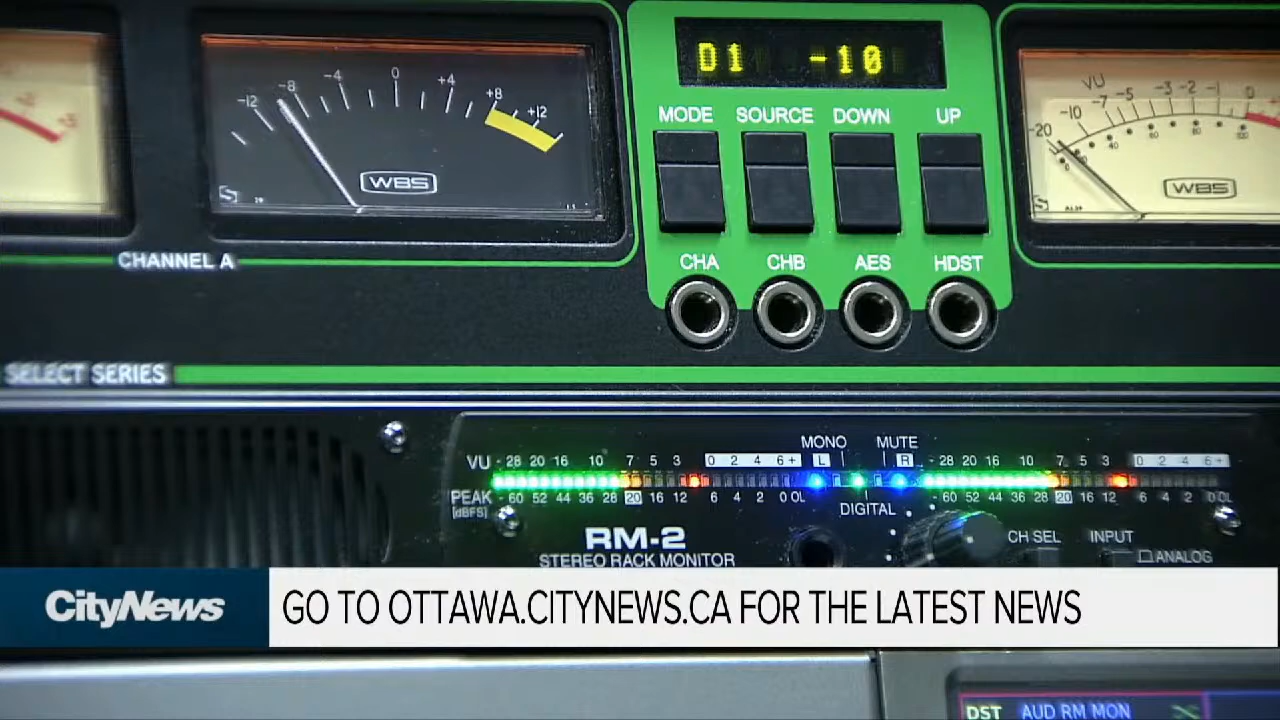 D1 -10
-12 -8 -4 0 +4 +8 +12
WBS
VU
-20 -10 -7 -5 -3 -2 -1 0
WBS
MODE SOURCE DOWN UP
CHA CHB AES HDST
CHANNEL A
SELECT SERIES
MONO MUTE
VU - 28 20 16 10 7 5 3 0 2 4 6 + L R - 28 20 16 10 7 5 3 0 2 4 6 +
PEAK - 60 52 44 36 28 20 16 12 6 4 2 0 OL - 60 52 44 36 28 20 16 12 6 4 2 0 OL
[dBFS]
DIGITAL
RM-2
STEREO RACK MONITOR
CH SEL INPUT
ANALOG
CityNews
GO TO OTTAWA.CITYNEWS.CA FOR THE LATEST NEWS
DST AUD RM MON